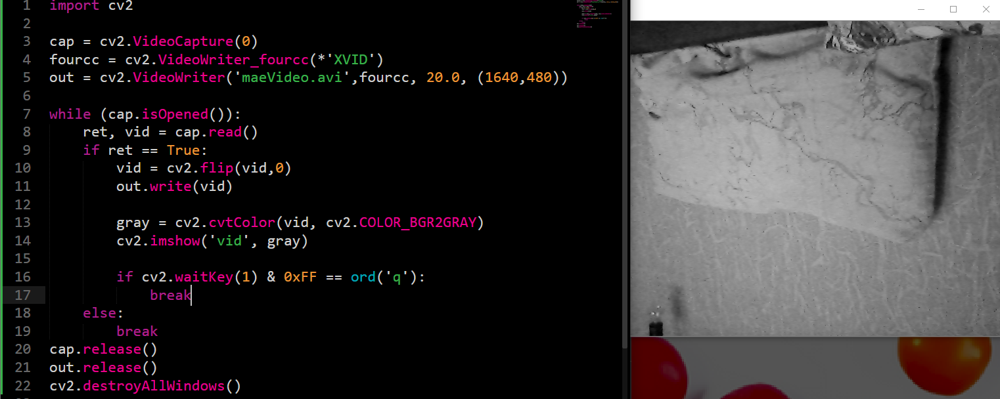 1 import cv2
2
3 cap = cv2.VideoCapture(0)
4 fourcc = cv2.VideoWriter_fourcc(*'XVID')
5 out = cv2.VideoWriter('maeVideo.avi',fourcc, 20.0, (1640,480))
6
7 while (cap.isOpened()):
8     ret, vid = cap.read()
9     if ret == True:
10         vid = cv2.flip(vid,0)
11         out.write(vid)
12
13         gray = cv2.cvtColor(vid, cv2.COLOR_BGR2GRAY)
14         cv2.imshow('vid', gray)
15
16         if cv2.waitKey(1) & 0xFF == ord('q'):
17             break
18     else:
19         break
20 cap.release()
21 out.release()
22 cv2.destroyAllWindows()